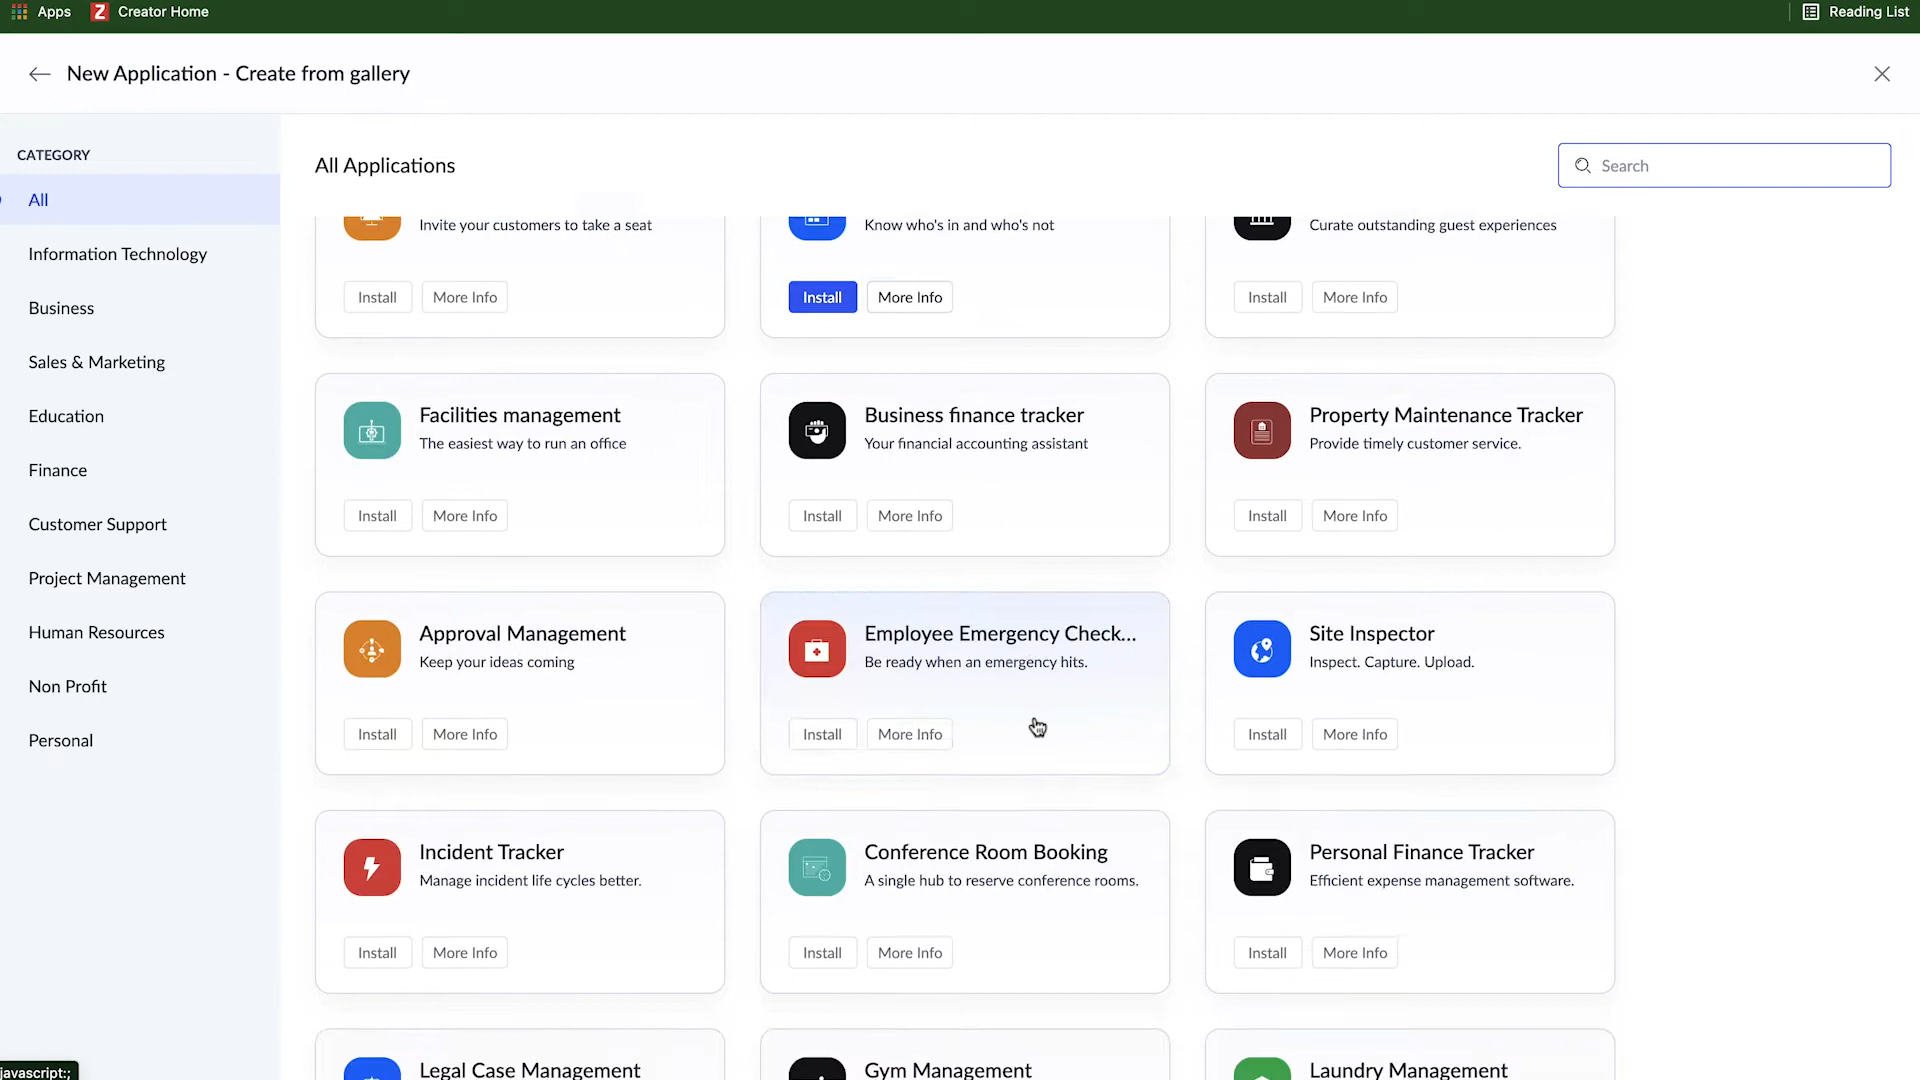 Apps
Creator Home
Reading List
New Application - Create from gallery
CATEGORY
All
Information Technology
Business
Sales & Marketing
Education
Finance
Customer Support
Project Management
Human Resources
Non Profit
Personal
All Applications
Search
Invite your customers to take a seat
Install More Info
Know who's in and who's not
Install More Info
Curate outstanding guest experiences
Install More Info
Facilities management
The easiest way to run an office
Install More Info
Business finance tracker
Your financial accounting assistant
Install More Info
Property Maintenance Tracker
Provide timely customer service.
Install More Info
Approval Management
Keep your ideas coming
Install More Info
Employee Emergency Check...
Be ready when an emergency hits.
Install More Info
Site Inspector
Inspect. Capture. Upload.
Install More Info
Incident Tracker
Manage incident life cycles better.
Install More Info
Conference Room Booking
A single hub to reserve conference rooms.
Install More Info
Personal Finance Tracker
Efficient expense management software.
Install More Info
Legal Case Management
Gym Management
Laundry Management
javascript:;